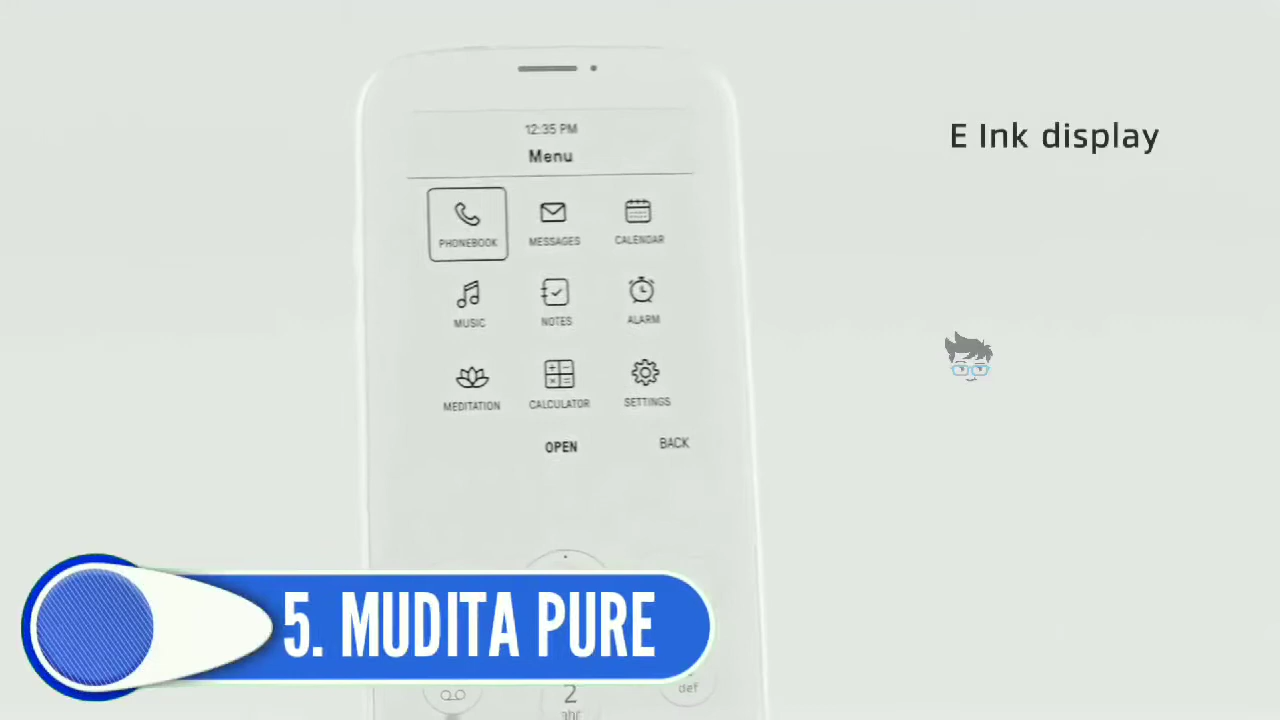 12:35 PM
Menu
E Ink display
PHONEBOOK MESSAGES CALENDAR
MUSIC NOTES ALARM
MEDITATION CALCULATOR SETTINGS
OPEN BACK
5. MUDITA PURE
2
abc
def